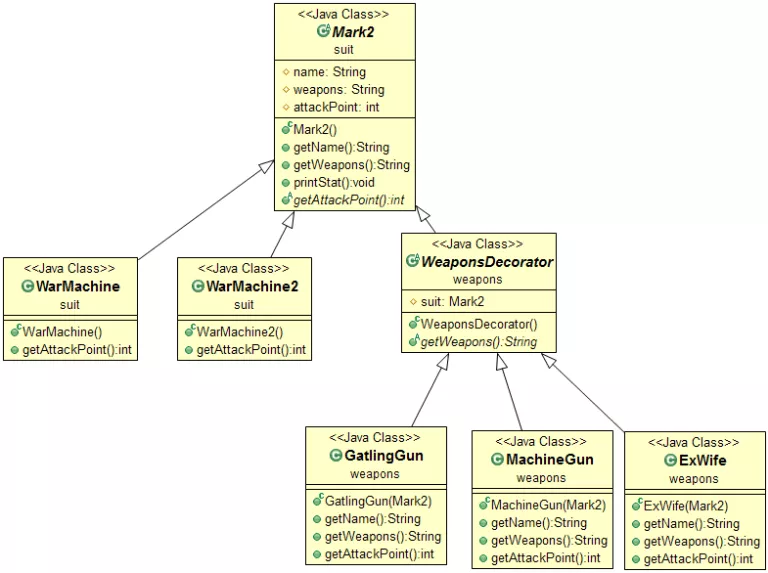 <<Java Class>>
Mark2
suit
name: String
weapons: String
attackPoint: int
Mark2()
getName():String
getWeapons():String
printStat():void
getAttackPoint():int
<<Java Class>>
WarMachine
suit
WarMachine()
getAttackPoint():int
<<Java Class>>
WarMachine2
suit
WarMachine2()
getAttackPoint():int
<<Java Class>>
WeaponsDecorator
weapons
suit: Mark2
WeaponsDecorator()
getWeapons():String
<<Java Class>>
GatlingGun
weapons
GatlingGun(Mark2)
getName():String
getWeapons():String
getAttackPoint():int
<<Java Class>>
MachineGun
weapons
MachineGun(Mark2)
getName():String
getWeapons():String
getAttackPoint():int
<<Java Class>>
ExWife
weapons
ExWife(Mark2)
getName():String
getWeapons():String
getAttackPoint():int